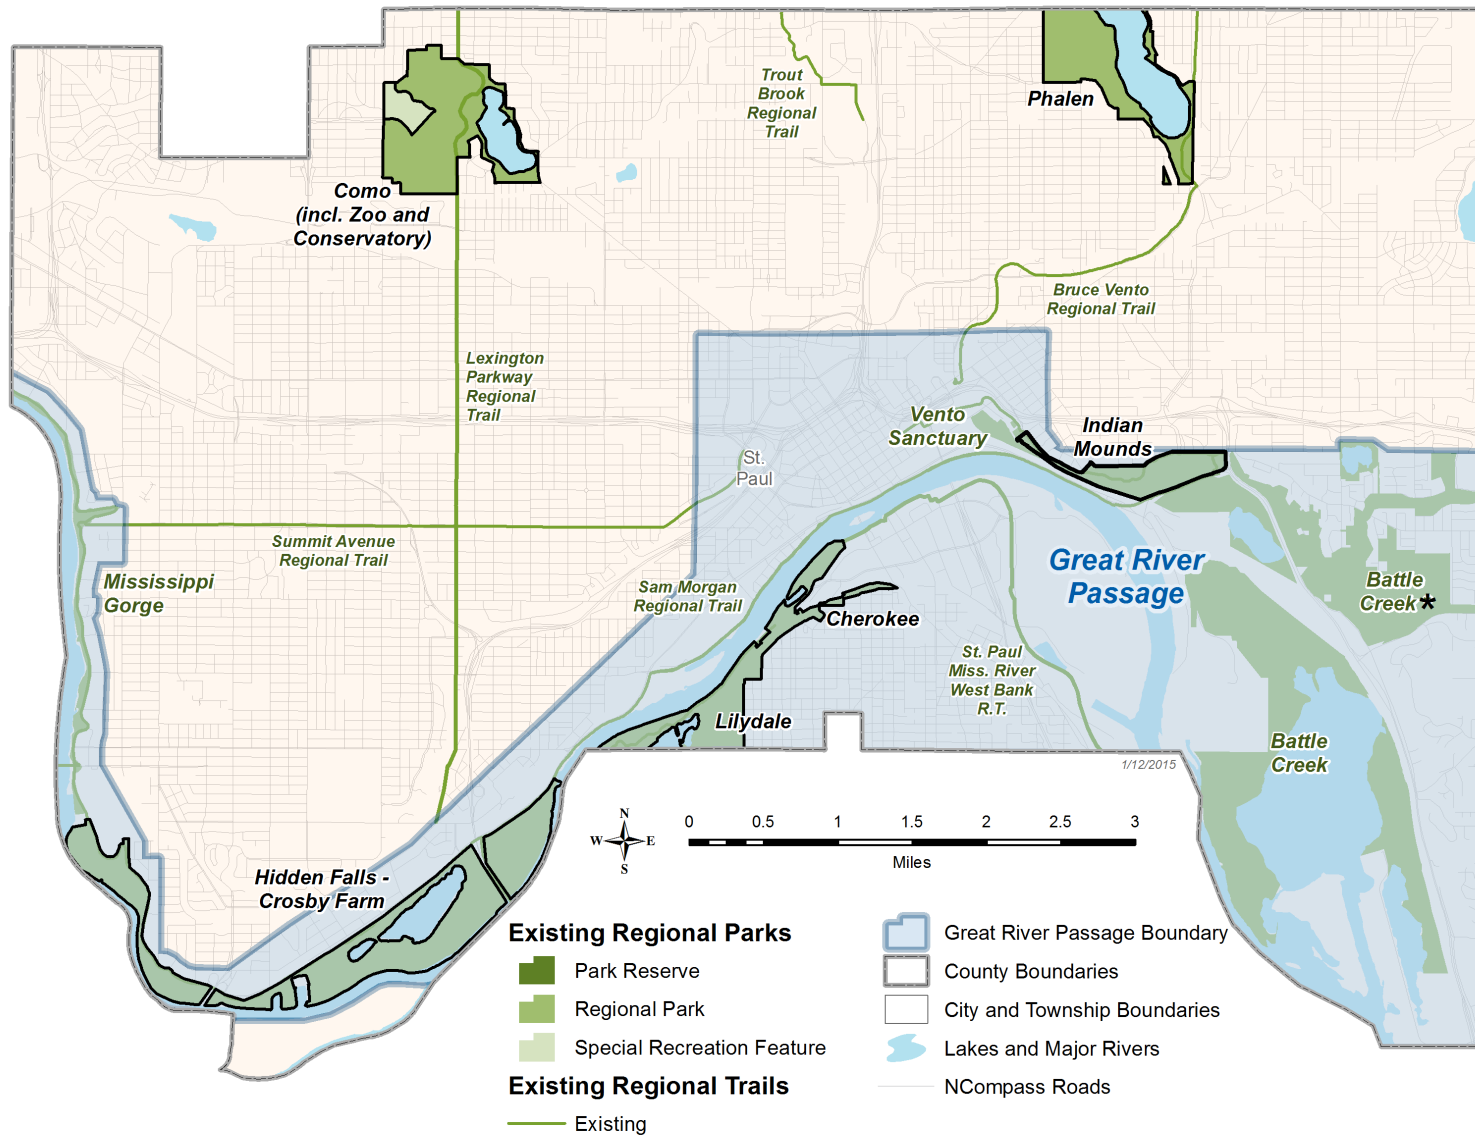 Trout
Brook
Regional
Trail
Phalen
Como
(incl. Zoo and
Conservatory)
Bruce Vento
Regional Trail
Lexington
Parkway
Regional
Trail
Vento
Sanctuary
Indian
Mounds
St.
Paul
Summit Avenue
Regional Trail
Mississippi
Gorge
Sam Morgan
Regional Trail
Great River
Passage
Battle
Creek*
Cherokee
St. Paul
Miss. River
West Bank
R.T.
Lilydale
Battle
Creek
1/12/2015
N
W E
S
0 0.5 1 1.5 2 2.5 3
Miles
Hidden Falls -
Crosby Farm
Existing Regional Parks
Park Reserve
Regional Park
Special Recreation Feature
Existing Regional Trails
Existing
Great River Passage Boundary
County Boundaries
City and Township Boundaries
Lakes and Major Rivers
NCompass Roads